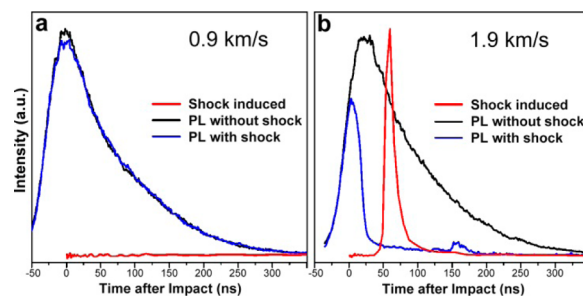 a
0.9 km/s
Shock induced
PL without shock
PL with shock
Intensity (a.u.)
-50 0 50 100 150 200 250 300
Time after Impact (ns)
b
1.9 km/s
Shock induced
PL without shock
PL with shock
-50 0 50 100 150 200 250 300
Time after Impact (ns)